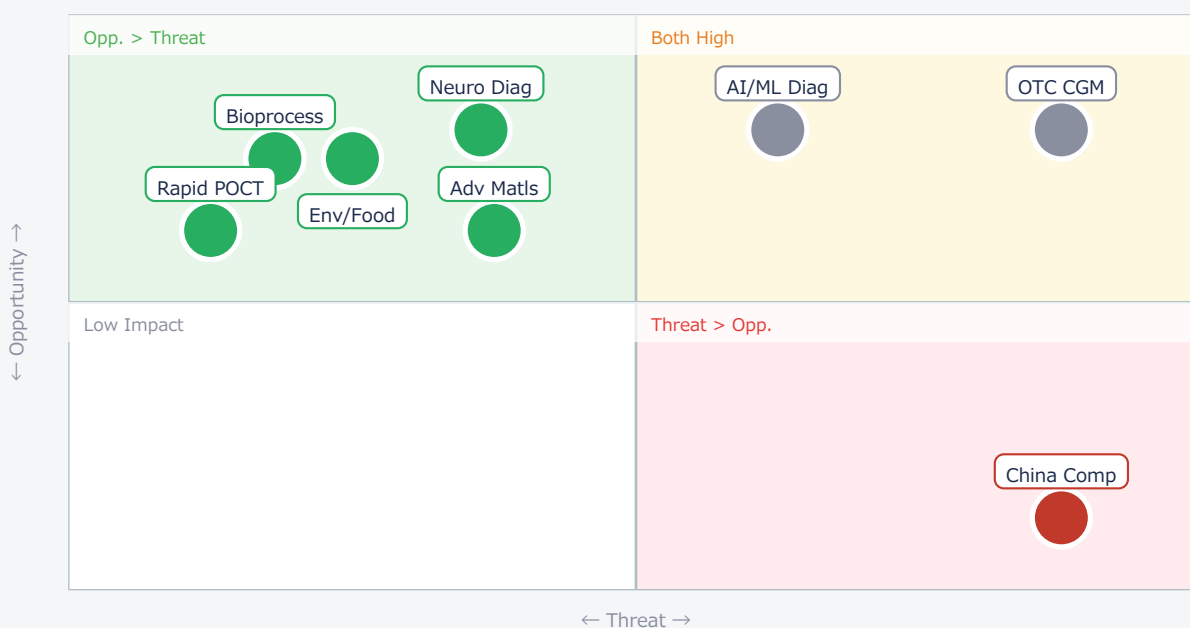 Opp. > Threat
Both High
Neuro Diag
AI/ML Diag
OTC CGM
Bioprocess
Rapid POCT
Adv Matls
Env/Food
← Opportunity →
Low Impact
Threat > Opp.
China Comp
← Threat →